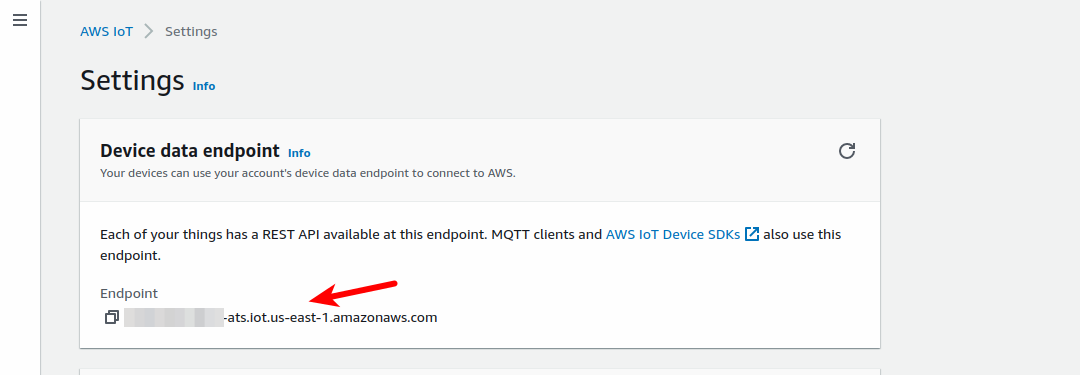 AWS IoT > Settings
Settings Info
Device data endpoint Info
Your devices can use your account's device data endpoint to connect to AWS.
Each of your things has a REST API available at this endpoint. MQTT clients and AWS IoT Device SDKs also use this
endpoint.
Endpoint
-ats.iot.us-east-1.amazonaws.com